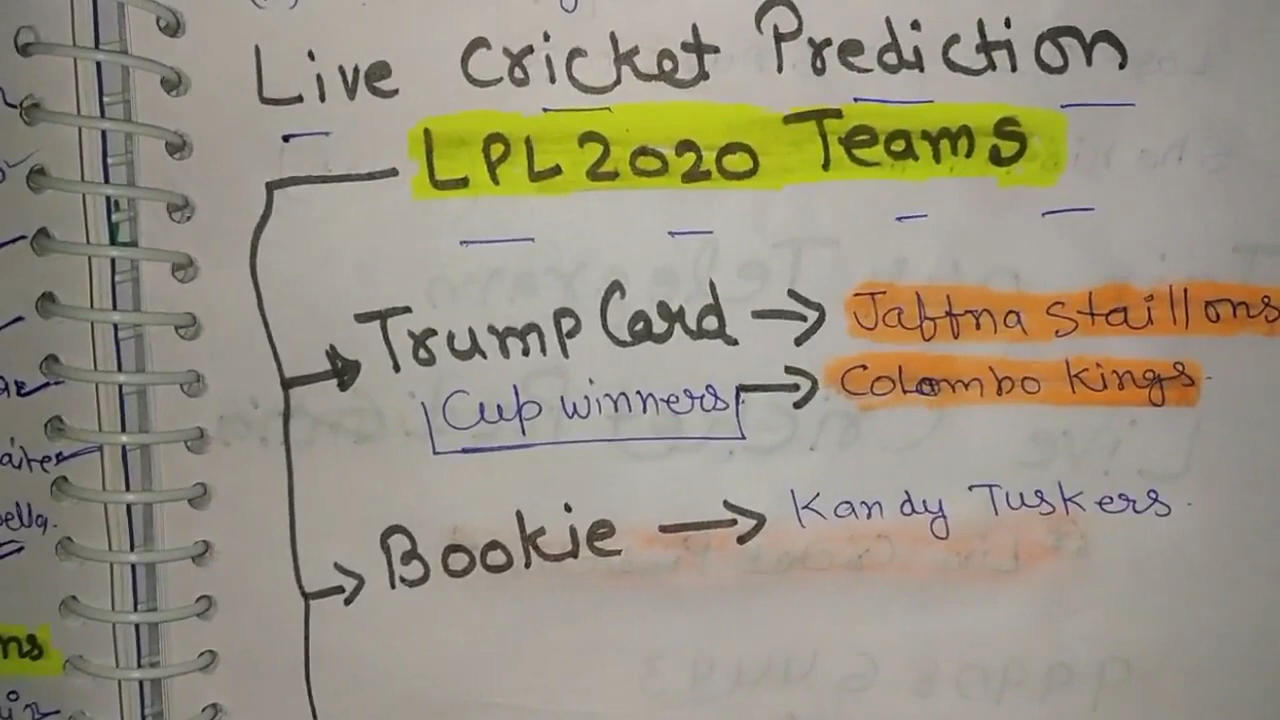 Live Cricket Prediction
LPL 2020 Teams
Trump Card → Jaffna Staillons
Cup winners → Colombo Kings.
Bookie → Kandy Tuskers.